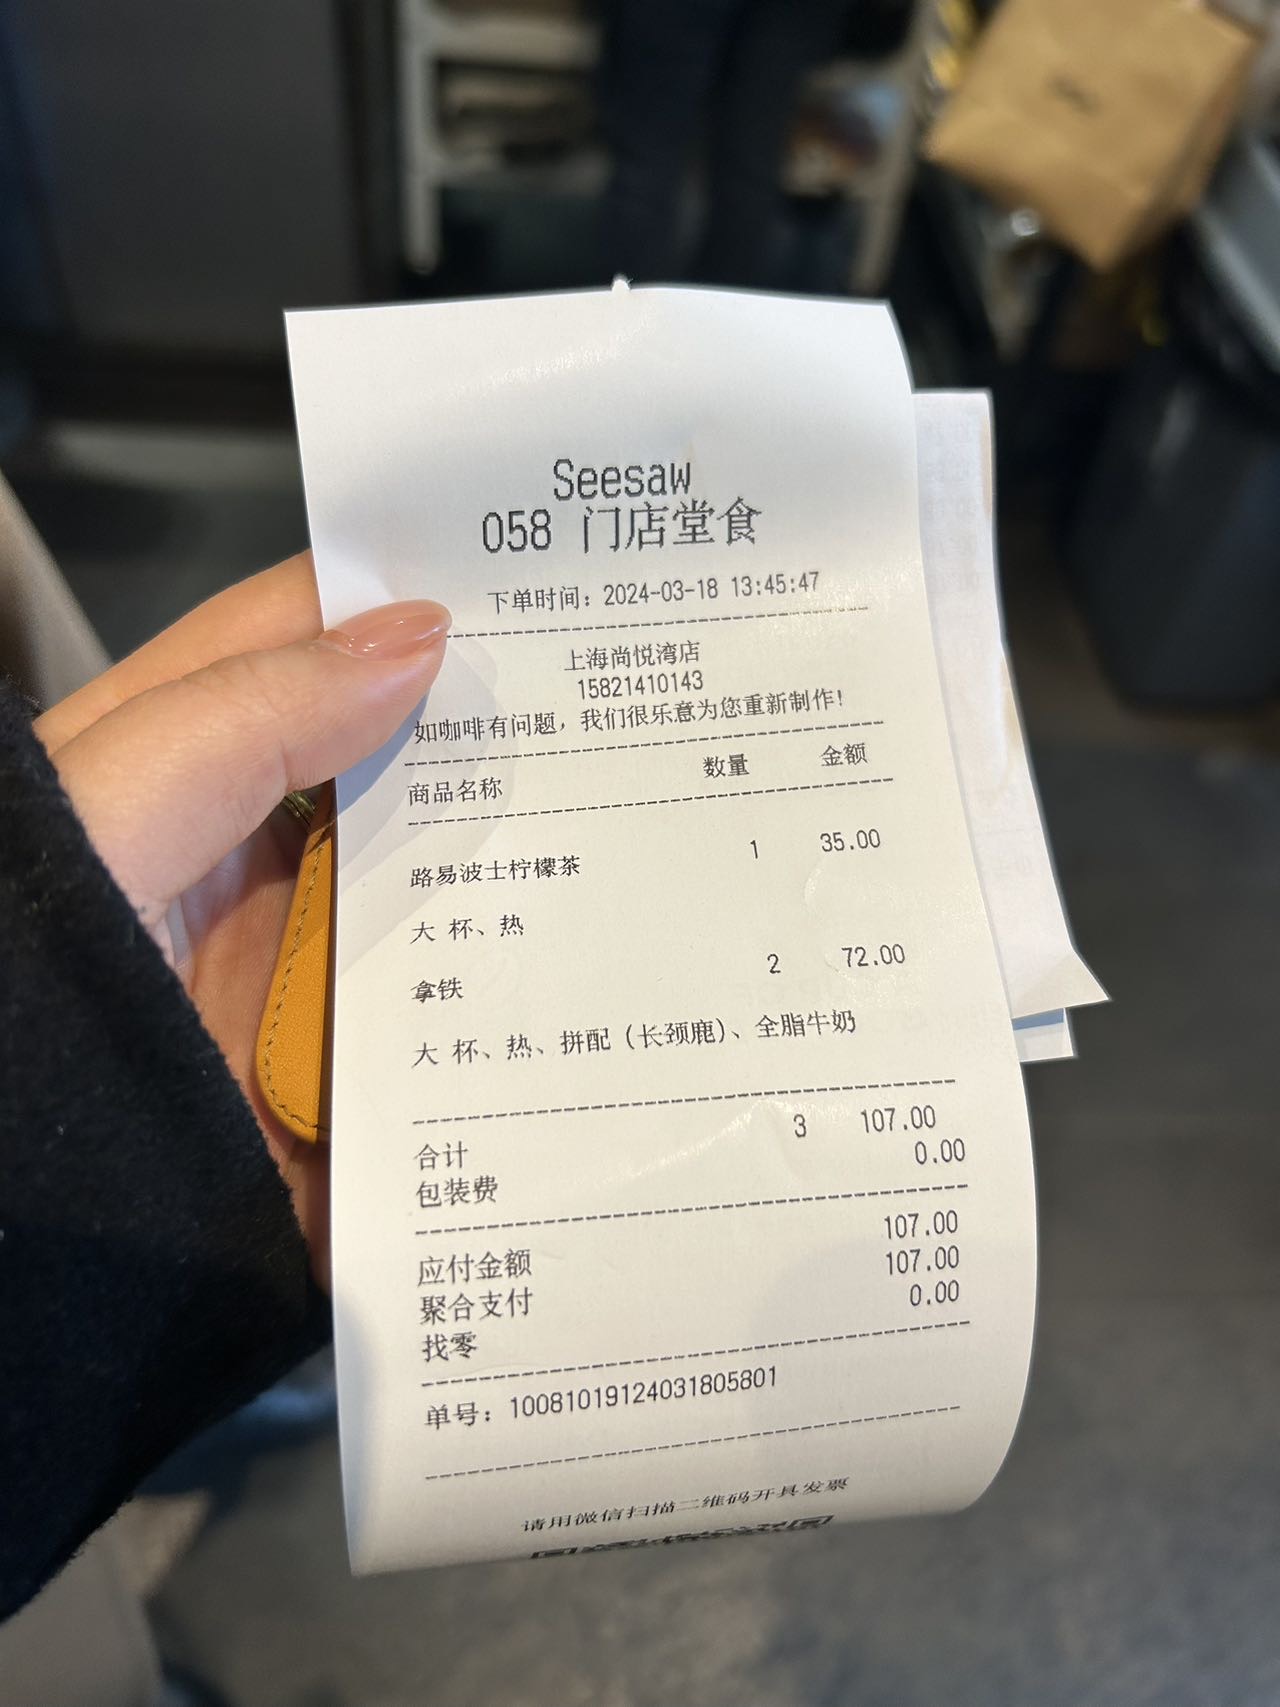 Seesaw
058 门店堂食
下单时间：2024-03-18 13:45:47
上海尚悦湾店
15821410143
如咖啡有问题，我们很乐意为您重新制作！
商品名称 数量 金额
路易波士柠檬茶 1 35.00
大 杯、热
拿铁 2 72.00
大 杯、热、拼配（长颈鹿）、全脂牛奶
合计 3 107.00
包装费 0.00
应付金额 107.00
聚合支付 107.00
找零 0.00
单号：10081019124031805801
请用微信扫描二维码开具发票